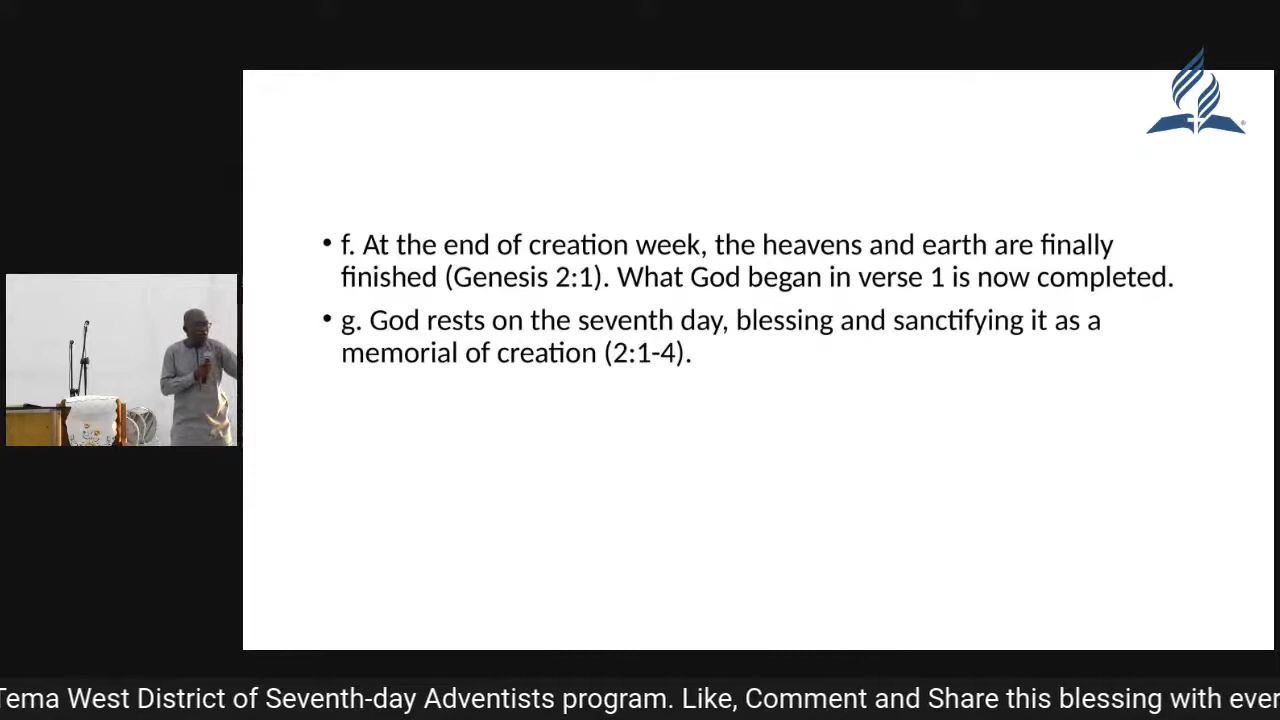 • f. At the end of creation week, the heavens and earth are finally
finished (Genesis 2:1). What God began in verse 1 is now completed.
• g. God rests on the seventh day, blessing and sanctifying it as a
memorial of creation (2:1-4).
Tema West District of Seventh-day Adventists program. Like, Comment and Share this blessing with ever